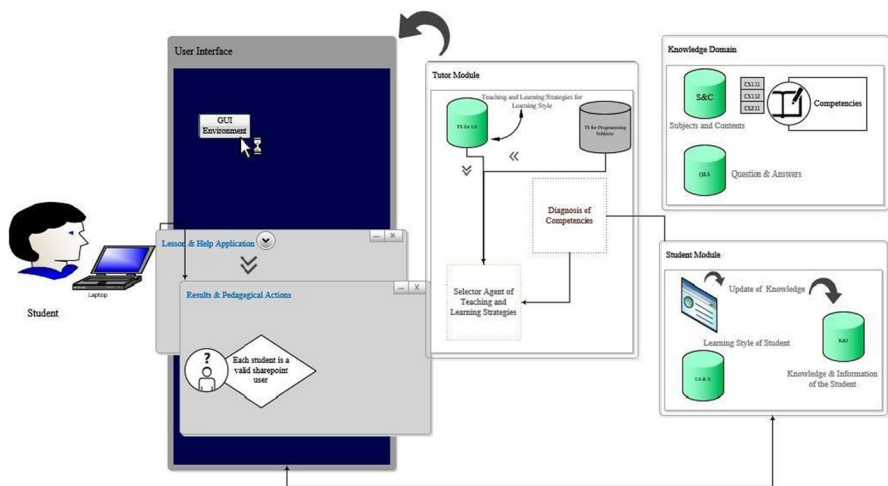 User Interface
GUI
Environment
Lesson & Help Application
Results & Pedagagical Actions
Each student is a
valid sharepoint
user
?
Laptop
Student
Tutor Module
Teaching and Learning Strategies for
Learning Style
TS for LS
TS for Programming
Subjects
Diagnosis of
Competencies
Selector Agent of
Teaching and
Learning Strategies
Knowledge Domain
S&C
CS111
CS112
CS211
Competencies
Subjects and Contents
Q&A
Question & Answers
Student Module
Update of Knowledge
Learning Style of Student
Knowledge & Information
of the Student